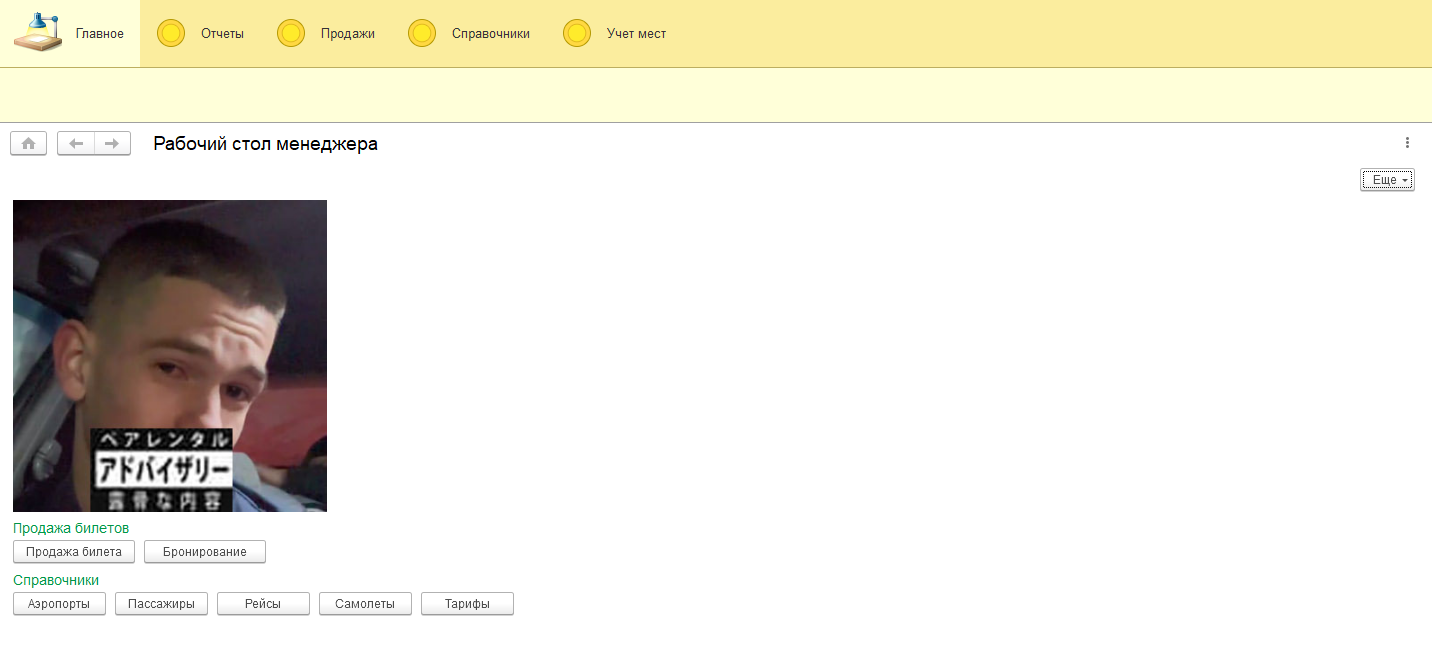 Главное Отчеты Продажи Справочники Учет мест
Рабочий стол менеджера
Еще
ペアレンタル
アドバイザリー
露骨な内容
Продажа билетов
Продажа билета Бронирование
Справочники
Аэропорты Пассажиры Рейсы Самолеты Тарифы